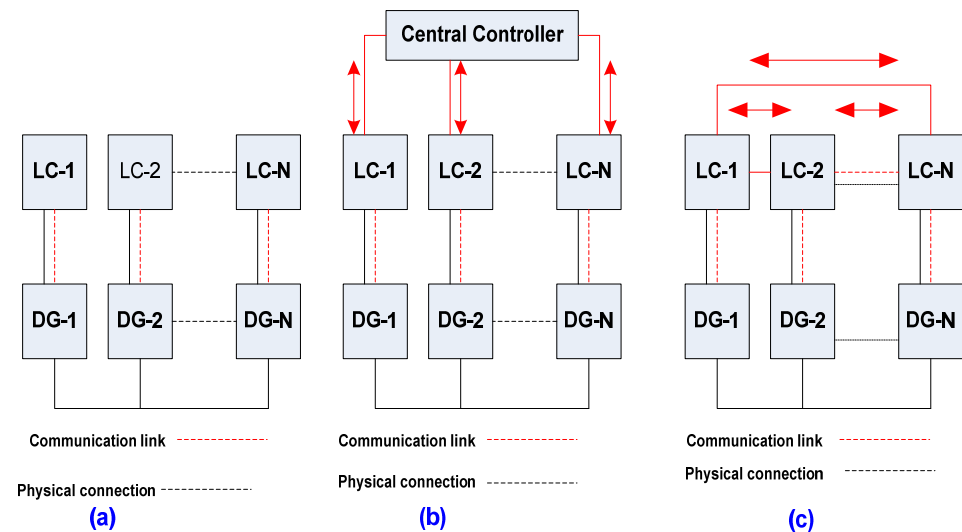 LC-1
LC-2
LC-N
DG-1
DG-2
DG-N
Communication link
Physical connection
(a)
Central Controller
LC-1
LC-2
LC-N
DG-1
DG-2
DG-N
Communication link
Physical connection
(b)
LC-1
LC-2
LC-N
DG-1
DG-2
DG-N
Communication link
Physical connection
(c)